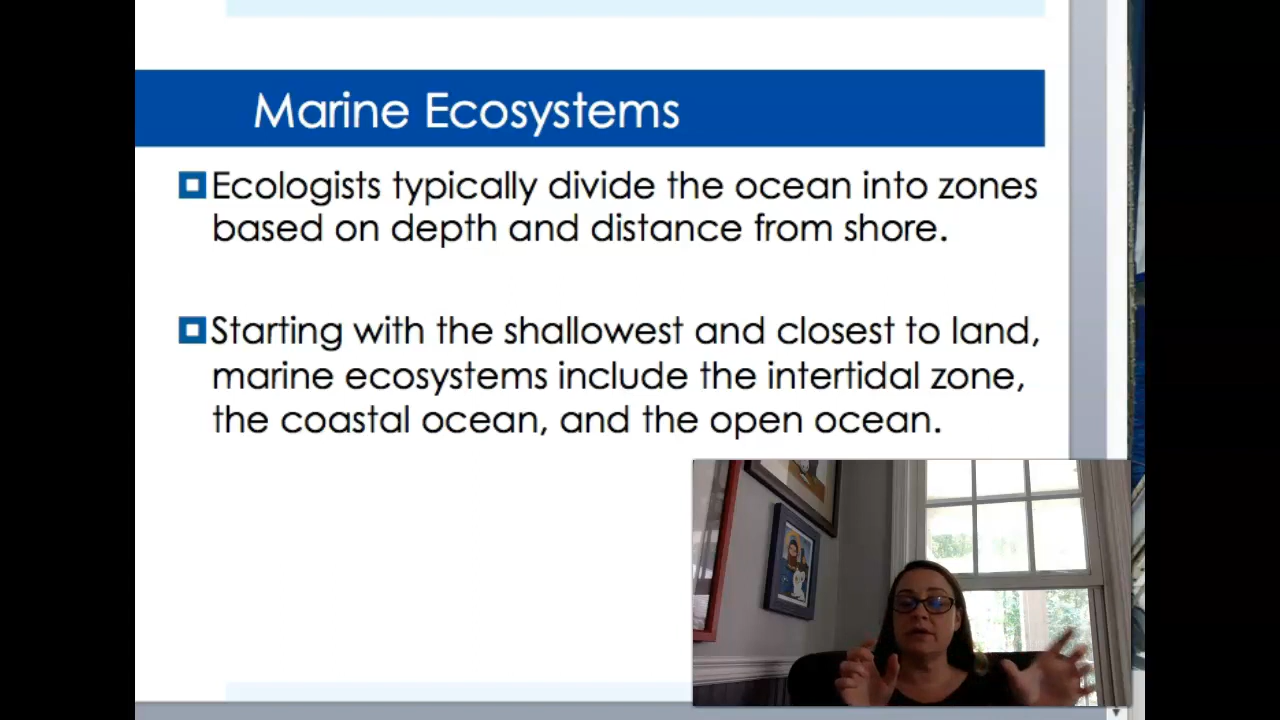 Marine Ecosystems
Ecologists typically divide the ocean into zones
based on depth and distance from shore.
Starting with the shallowest and closest to land,
marine ecosystems include the intertidal zone,
the coastal ocean, and the open ocean.